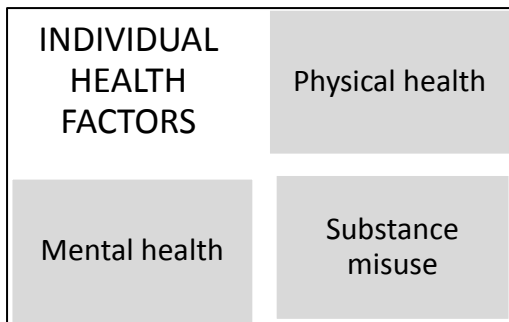 INDIVIDUAL
HEALTH
FACTORS
Physical health
Mental health
Substance
misuse